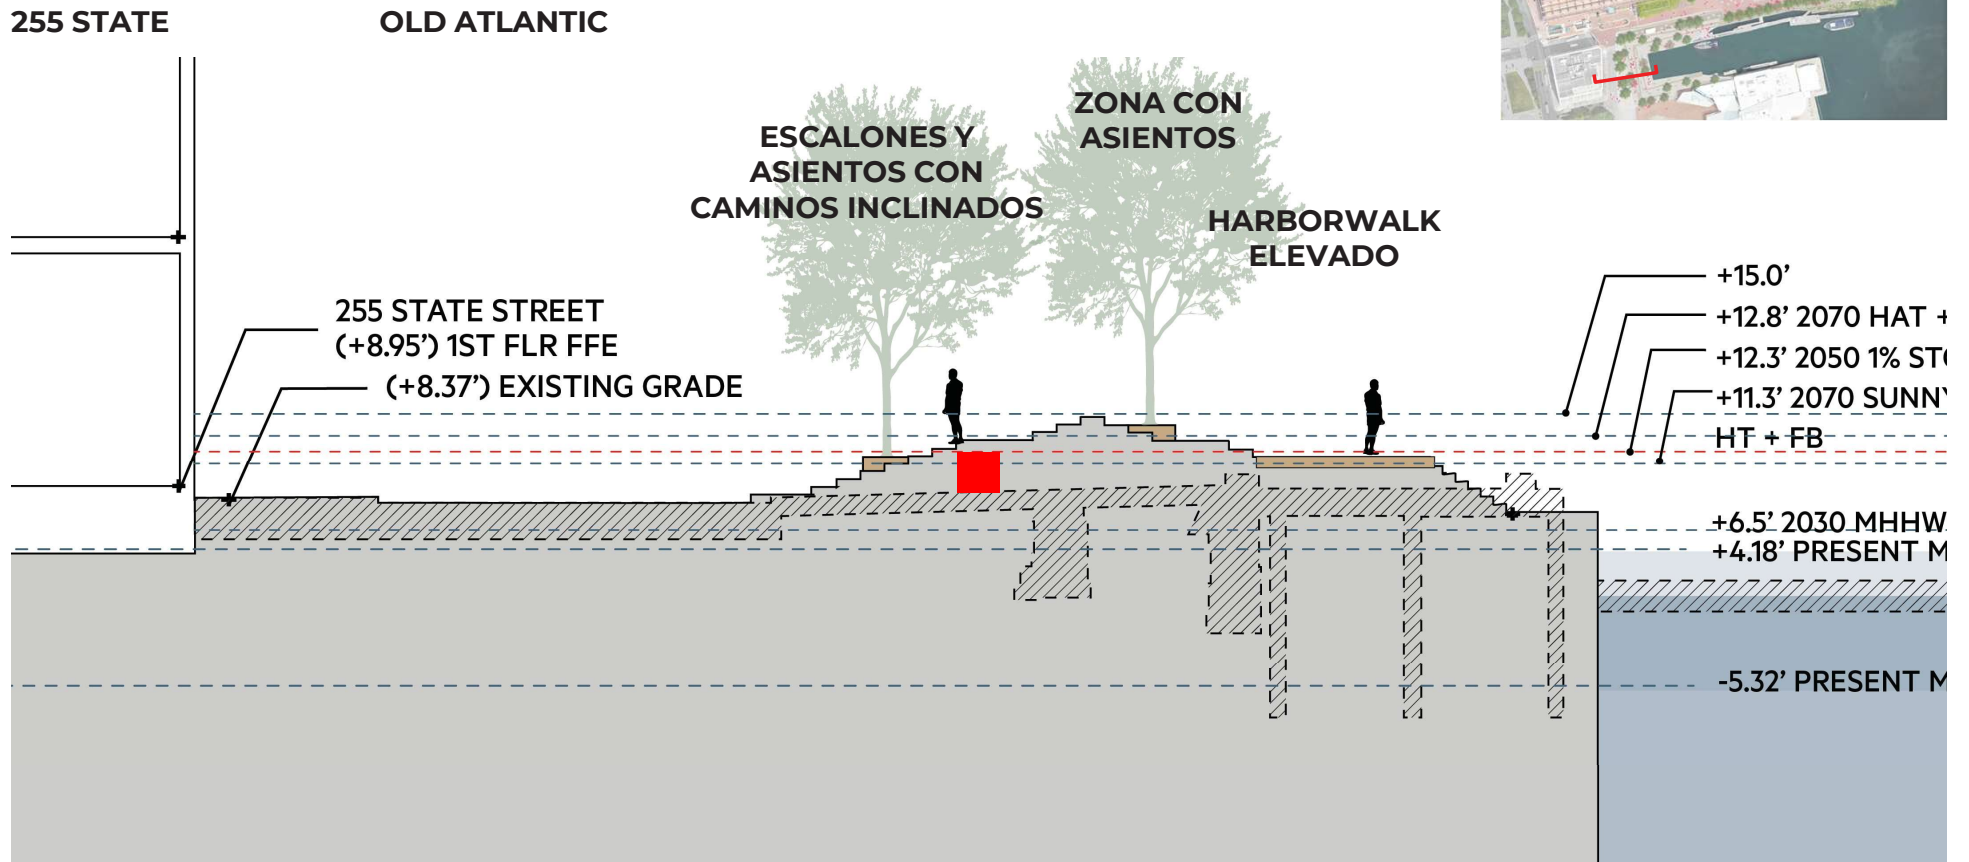 255 STATE
OLD ATLANTIC
ZONA CON
ASIENTOS
ESCALONES Y
ASIENTOS CON
CAMINOS INCLINADOS
HARBORWALK
ELEVADO
255 STATE STREET
(+8.95’) 1ST FLR FFE
(+8.37’) EXISTING GRADE
+15.0’
+12.8’ 2070 HAT +
+12.3’ 2050 1%
+11.3’ 2070 SUNNY
HT + FB
+6.5’ 2030 MHHW
+4.18’ PRESENT M
-5.32’ PRESENT M